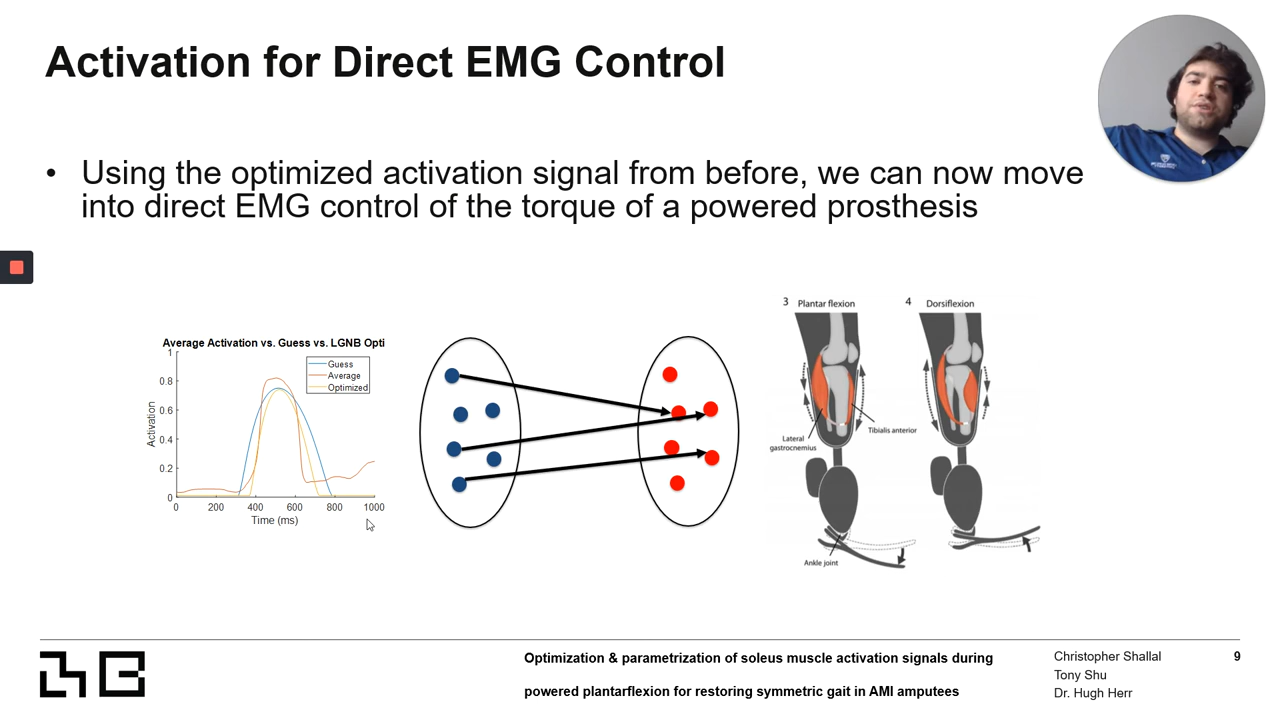 Activation for Direct EMG Control
• Using the optimized activation signal from before, we can now move
into direct EMG control of the torque of a powered prosthesis
Average Activation vs. Guess vs. LGNB Opti
1
0.8
0.6
0.4
0.2
0
Activation
Guess
Average
Optimized
0 200 400 600 800 1000
Time (ms)
3 Plantar flexion
4 Dorsiflexion
Tibialis anterior
Lateral
gastrocnemius
Ankle joint
Optimization & parametrization of soleus muscle activation signals during
powered plantarflexion for restoring symmetric gait in AMI amputees
Christopher Shallal
Tony Shu
Dr. Hugh Herr
9